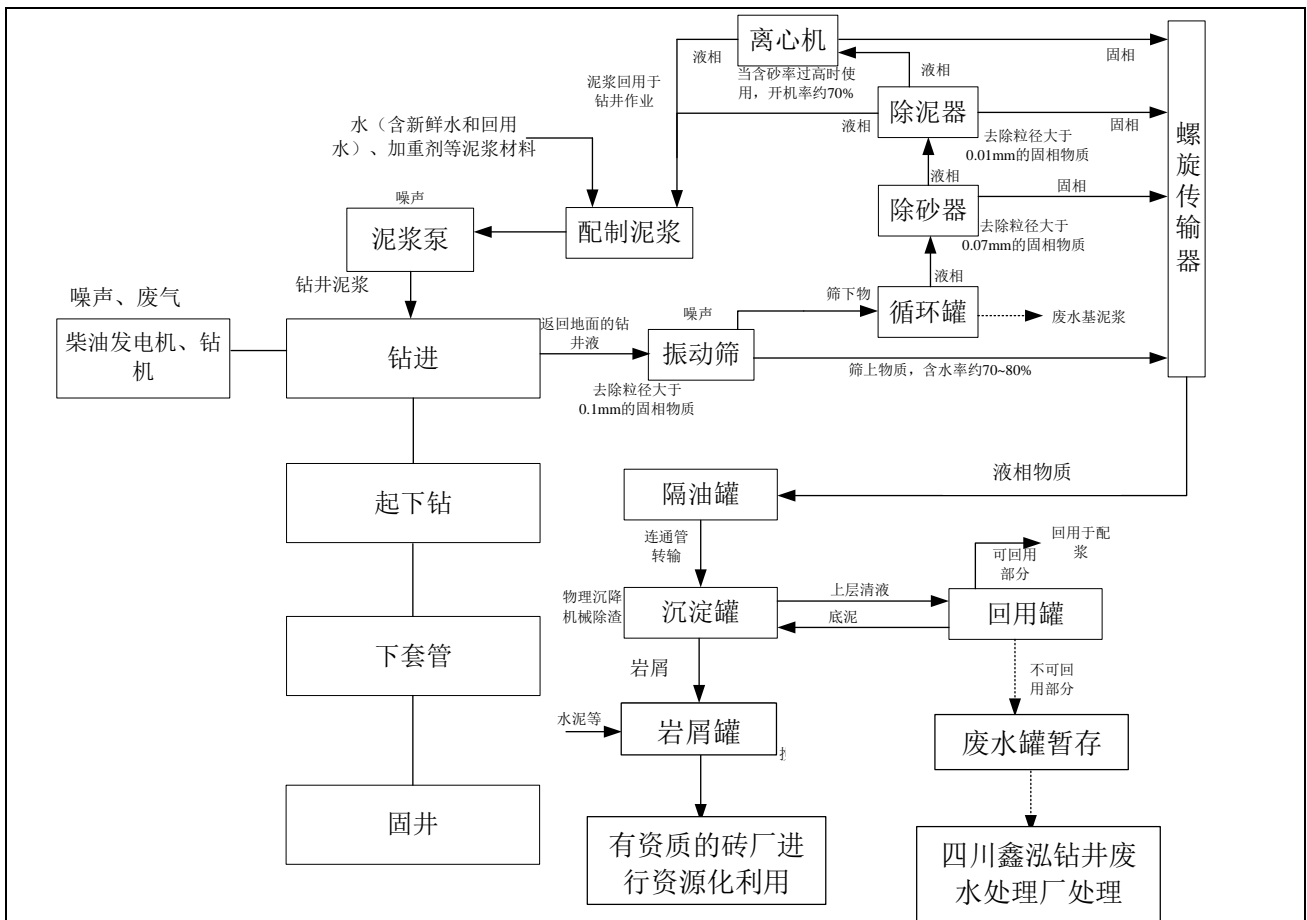 离心机
液相
固相
当含砂率过高时使
用，开机率约70%
液相
泥浆回用于
钻井作业
除泥器
液相
固相
去除粒径大于
0.01mm的固相物质
水（含新鲜水和回用
水）、加重剂等泥浆材料
液相
螺旋传输器
除砂器
固相
去除粒径大于
0.07mm的固相物质
噪声
泥浆泵
配制泥浆
液相
钻井泥浆
噪声、废气
柴油发电机、钻
机
钻进
返回地面的钻
井液
噪声
振动筛
筛下物
循环罐
废水基泥浆
筛上物质，含水率约70~80%
去除粒径大于
0.1mm的固相物质
起下钻
隔油罐
液相物质
连通管
转输
回用于配
浆
可回用
部分
物理沉降
机械除渣
沉淀罐
上层清液
底泥
回用罐
下套管
岩屑
不可回
用部分
水泥等
岩屑罐
废水罐暂存
固井
有资质的砖厂进
行资源化利用
四川鑫泓钻井废
水处理厂处理